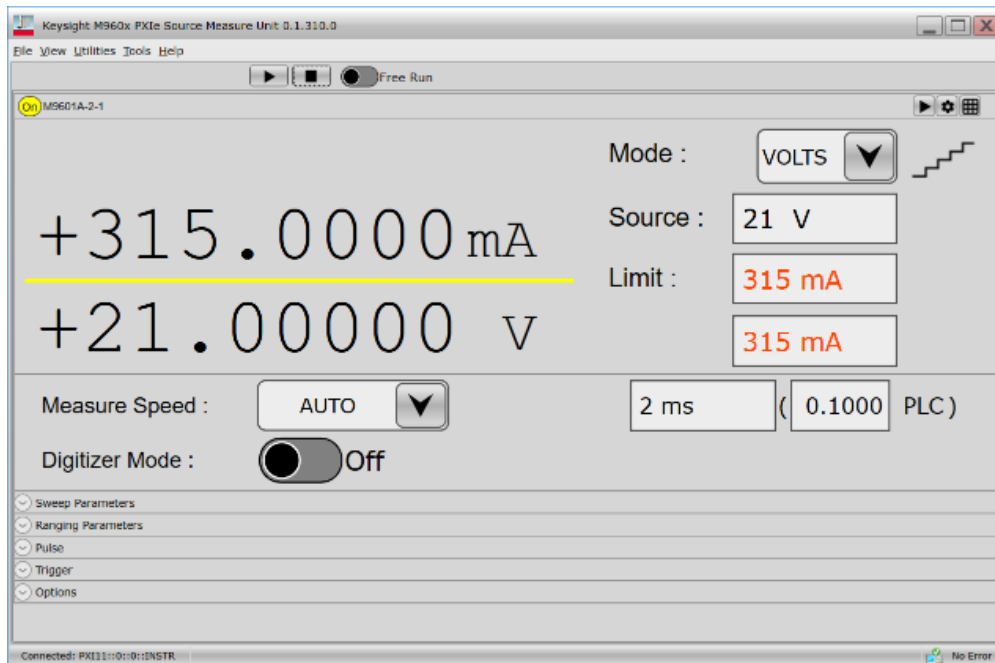 Keysight M960x PXIe Source Measure Unit 0.1.310.0
File View Utilities Tools Help
Free Run
On M9601A-2-1
Mode : VOLTS
+315.0000 mA
Source : 21 V
Limit : 315 mA
+21.00000 V
315 mA
Measure Speed : AUTO 2 ms ( 0.1000 PLC )
Digitizer Mode : Off
Sweep Parameters
Ranging Parameters
Pulse
Trigger
Options
Connected: PXI11::0::0::INSTR No Error